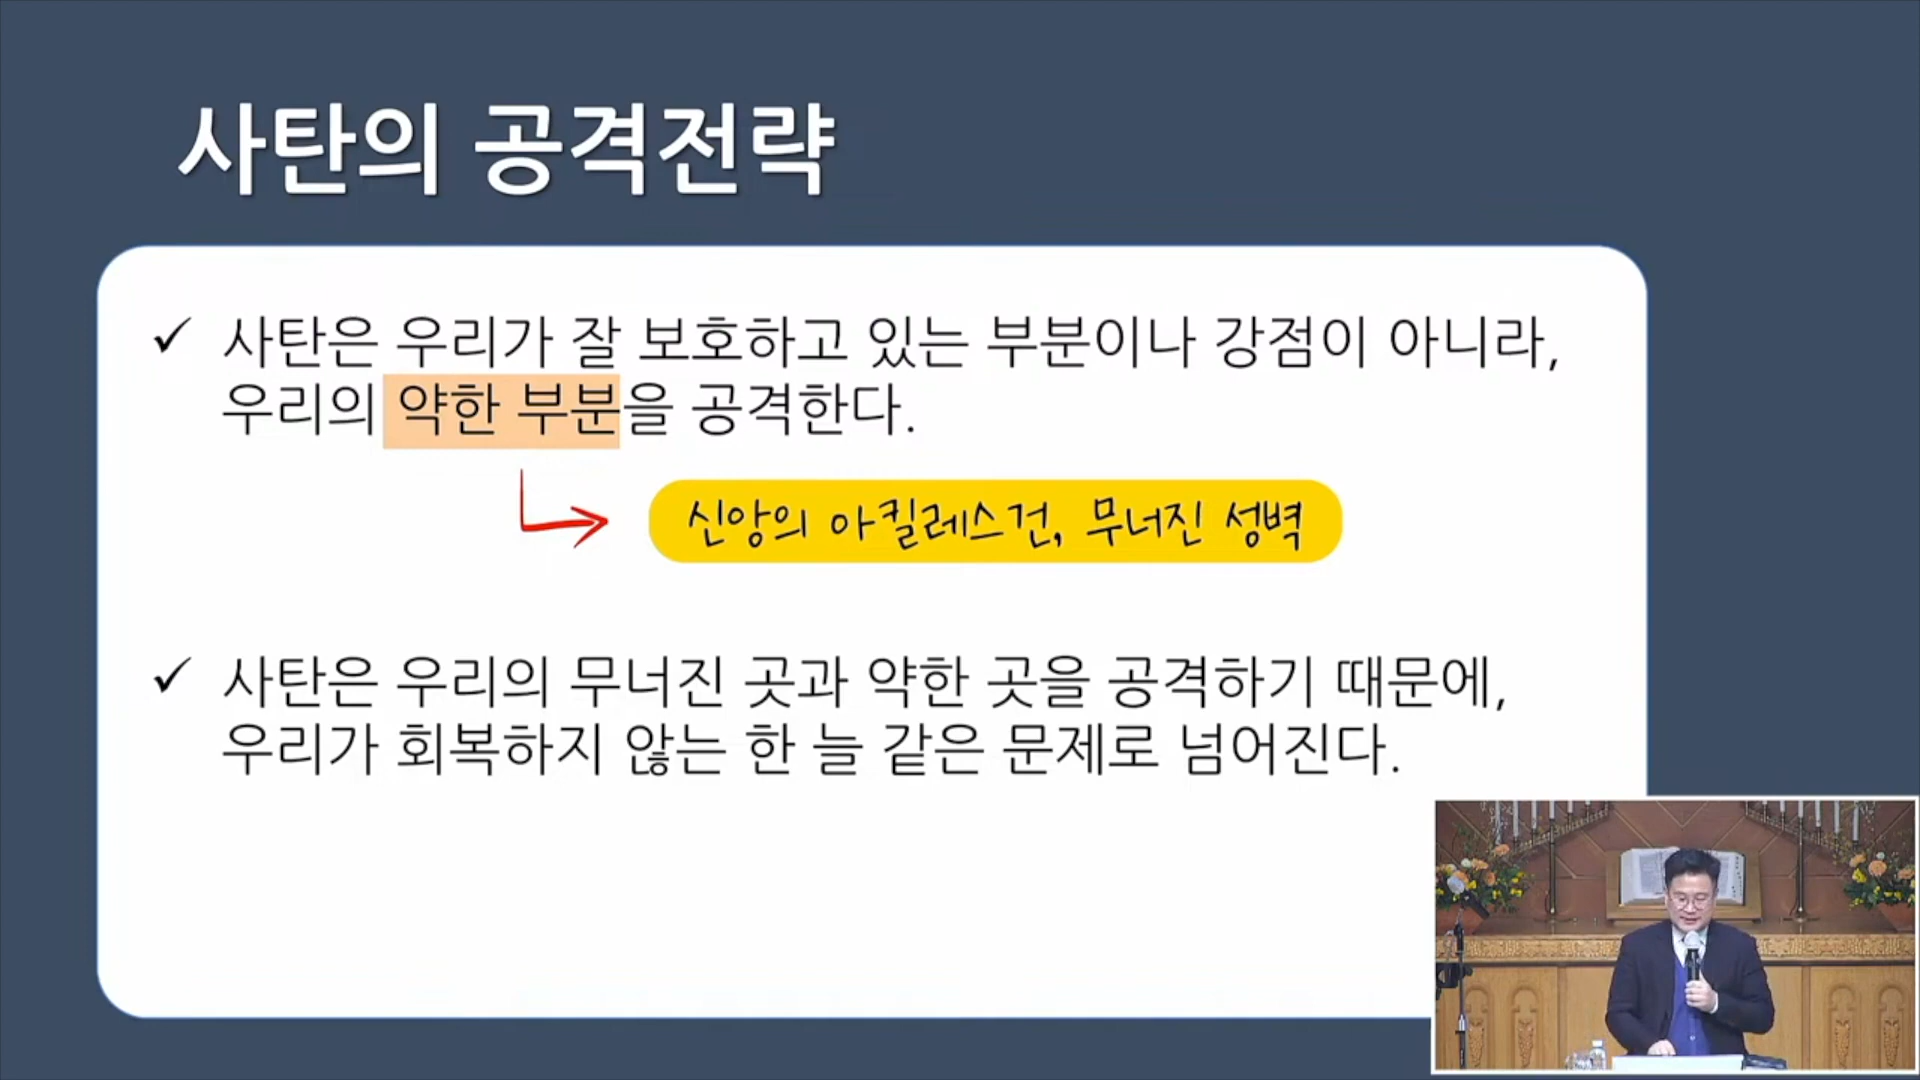 사탄의 공격전략
✓ 사탄은 우리가 잘 보호하고 있는 부분이나 강점이 아니라,
우리의 약한 부분을 공격한다.
신앙의 아킬레스건, 무너진 성벽
✓ 사탄은 우리의 무너진 곳과 약한 곳을 공격하기 때문에,
우리가 회복하지 않는 한 늘 같은 문제로 넘어진다.